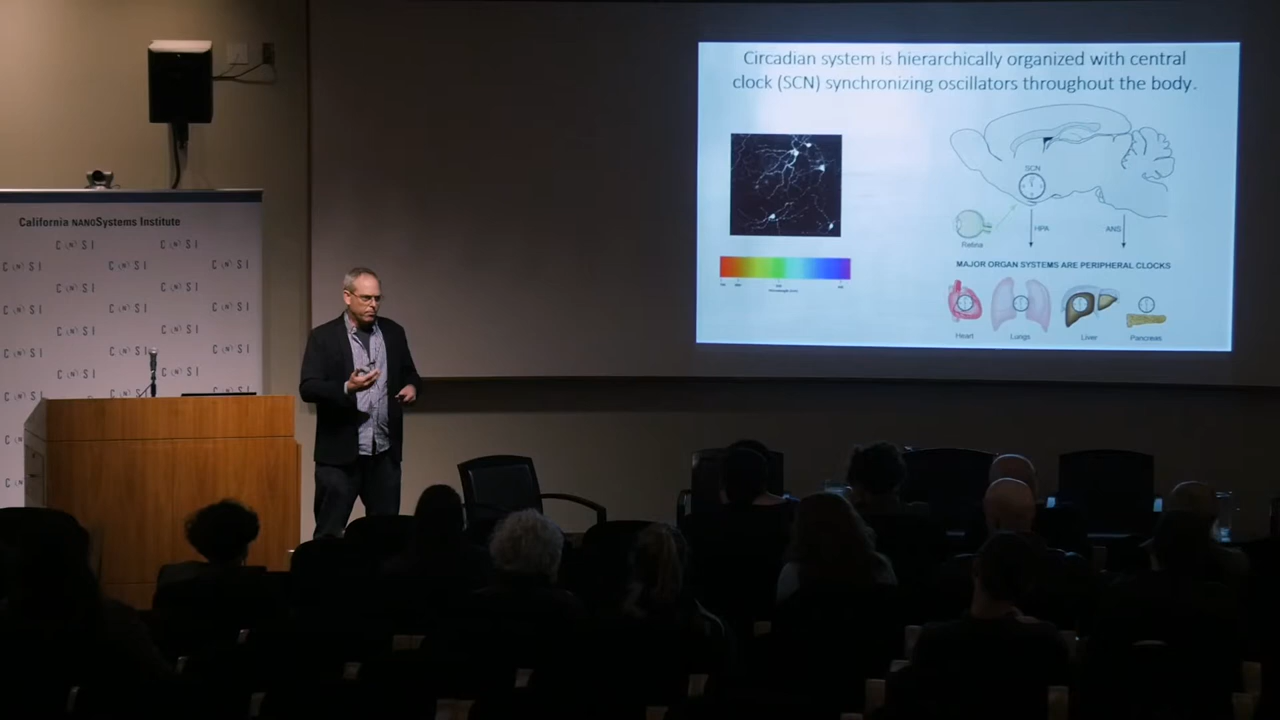 California NANOSystems Institute
C N S I
Circadian system is hierarchically organized with central
clock (SCN) synchronizing oscillators throughout the body.
SCN
Retina
HPA
ANS
MAJOR ORGAN SYSTEMS ARE PERIPHERAL CLOCKS
Heart
Lungs
Liver
Pancreas